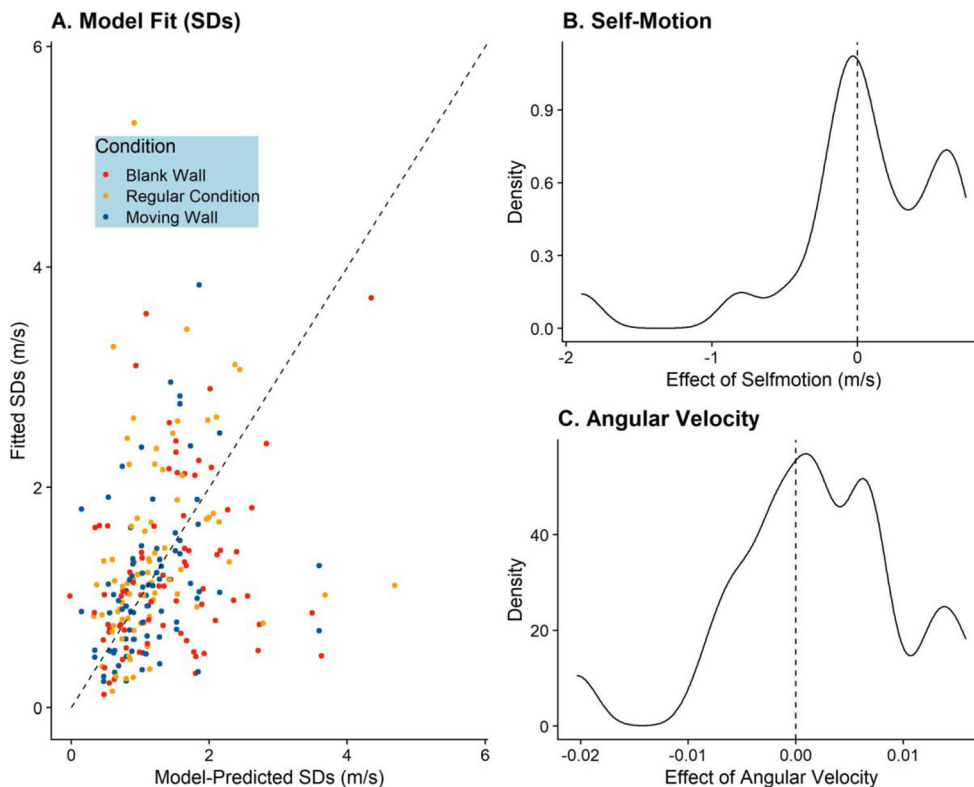 A. Model Fit (SDs)
6
4
2
0
Fitted SDs (m/s)
Condition
Blank Wall
Regular Condition
Moving Wall
0 2 4 6
Model-Predicted SDs (m/s)
B. Self-Motion
0.9
0.6
0.3
0.0
Density
-2 -1 0
Effect of Selfmotion (m/s)
C. Angular Velocity
40
20
0
Density
-0.02 -0.01 0.00 0.01
Effect of Angular Velocity